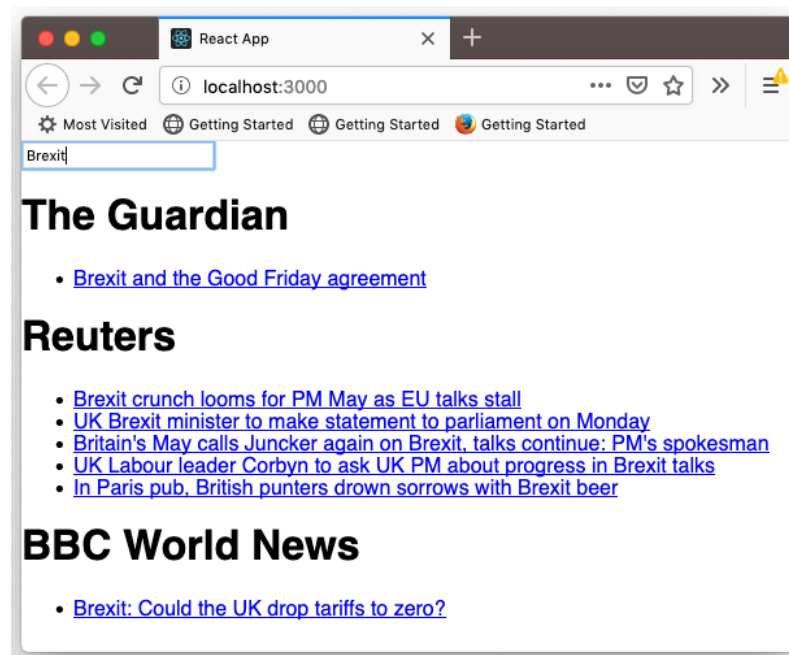 React App
localhost:3000
Most Visited Getting Started Getting Started Getting Started
Brexit
The Guardian
• Brexit and the Good Friday agreement
Reuters
• Brexit crunch looms for PM May as EU talks stall
• UK Brexit minister to make statement to parliament on Monday
• Britain's May calls Juncker again on Brexit, talks continue: PM's spokesman
• UK Labour leader Corbyn to ask UK PM about progress in Brexit talks
• In Paris pub, British punters drown sorrows with Brexit beer
BBC World News
• Brexit: Could the UK drop tariffs to zero?